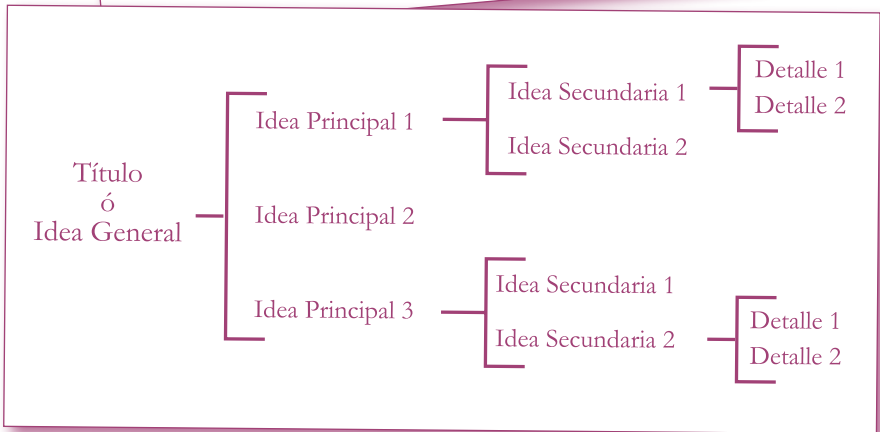 Título
ó
Idea General
Idea Principal 1
Idea Secundaria 1
Detalle 1
Detalle 2
Idea Secundaria 2
Idea Principal 2
Idea Principal 3
Idea Secundaria 1
Idea Secundaria 2
Detalle 1
Detalle 2